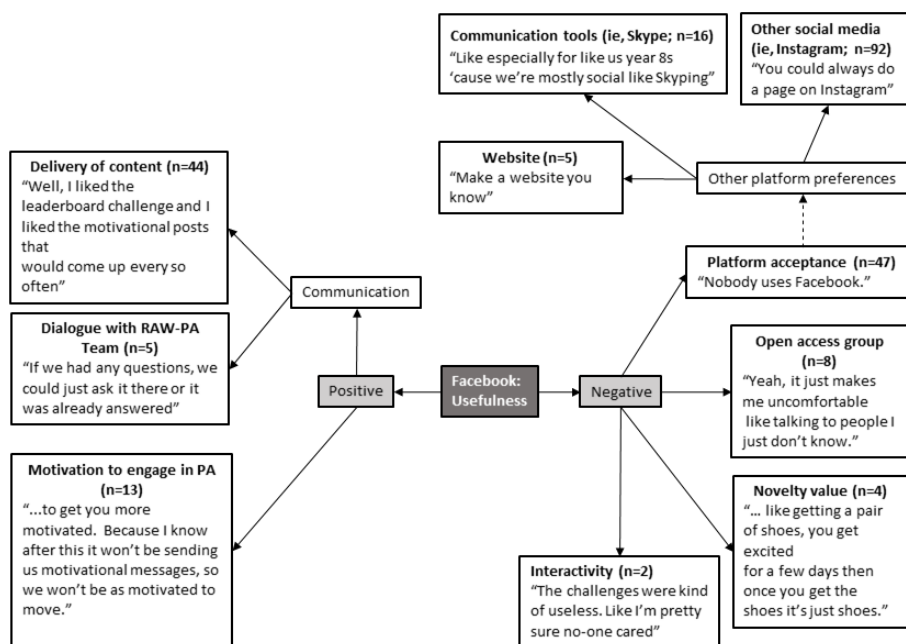 Communication tools (ie, Skype; n=16)
“Like especially for like us year 8s
‘cause we’re mostly social like Skyping”
Other social media
(ie, Instagram; n=92)
“You could always do
a page on Instagram”
Website (n=5)
“Make a website you
know”
Other platform preferences
Delivery of content (n=44)
“Well, I liked the
leaderboard challenge and I
liked the motivational posts
that
would come up every so
often”
Platform acceptance (n=47)
“Nobody uses Facebook.”
Communication
Dialogue with RAW-PA
Team (n=5)
“If we had any questions, we
could just ask it there or it
was already answered”
Open access group
(n=8)
“Yeah, it just makes
me uncomfortable
like talking to people I
just don’t know.”
Positive
Facebook:
Usefulness
Negative
Motivation to engage in PA
(n=13)
“...to get you more
motivated.  Because I know
after this it won’t be sending
us motivational messages, so
we won’t be as motivated to
move.”
Novelty value (n=4)
“… like getting a pair
of shoes, you get
excited
for a few days then
once you get the
shoes it’s just shoes.”
Interactivity (n=2)
“The challenges were kind
of useless. Like I’m pretty
sure no-one cared”